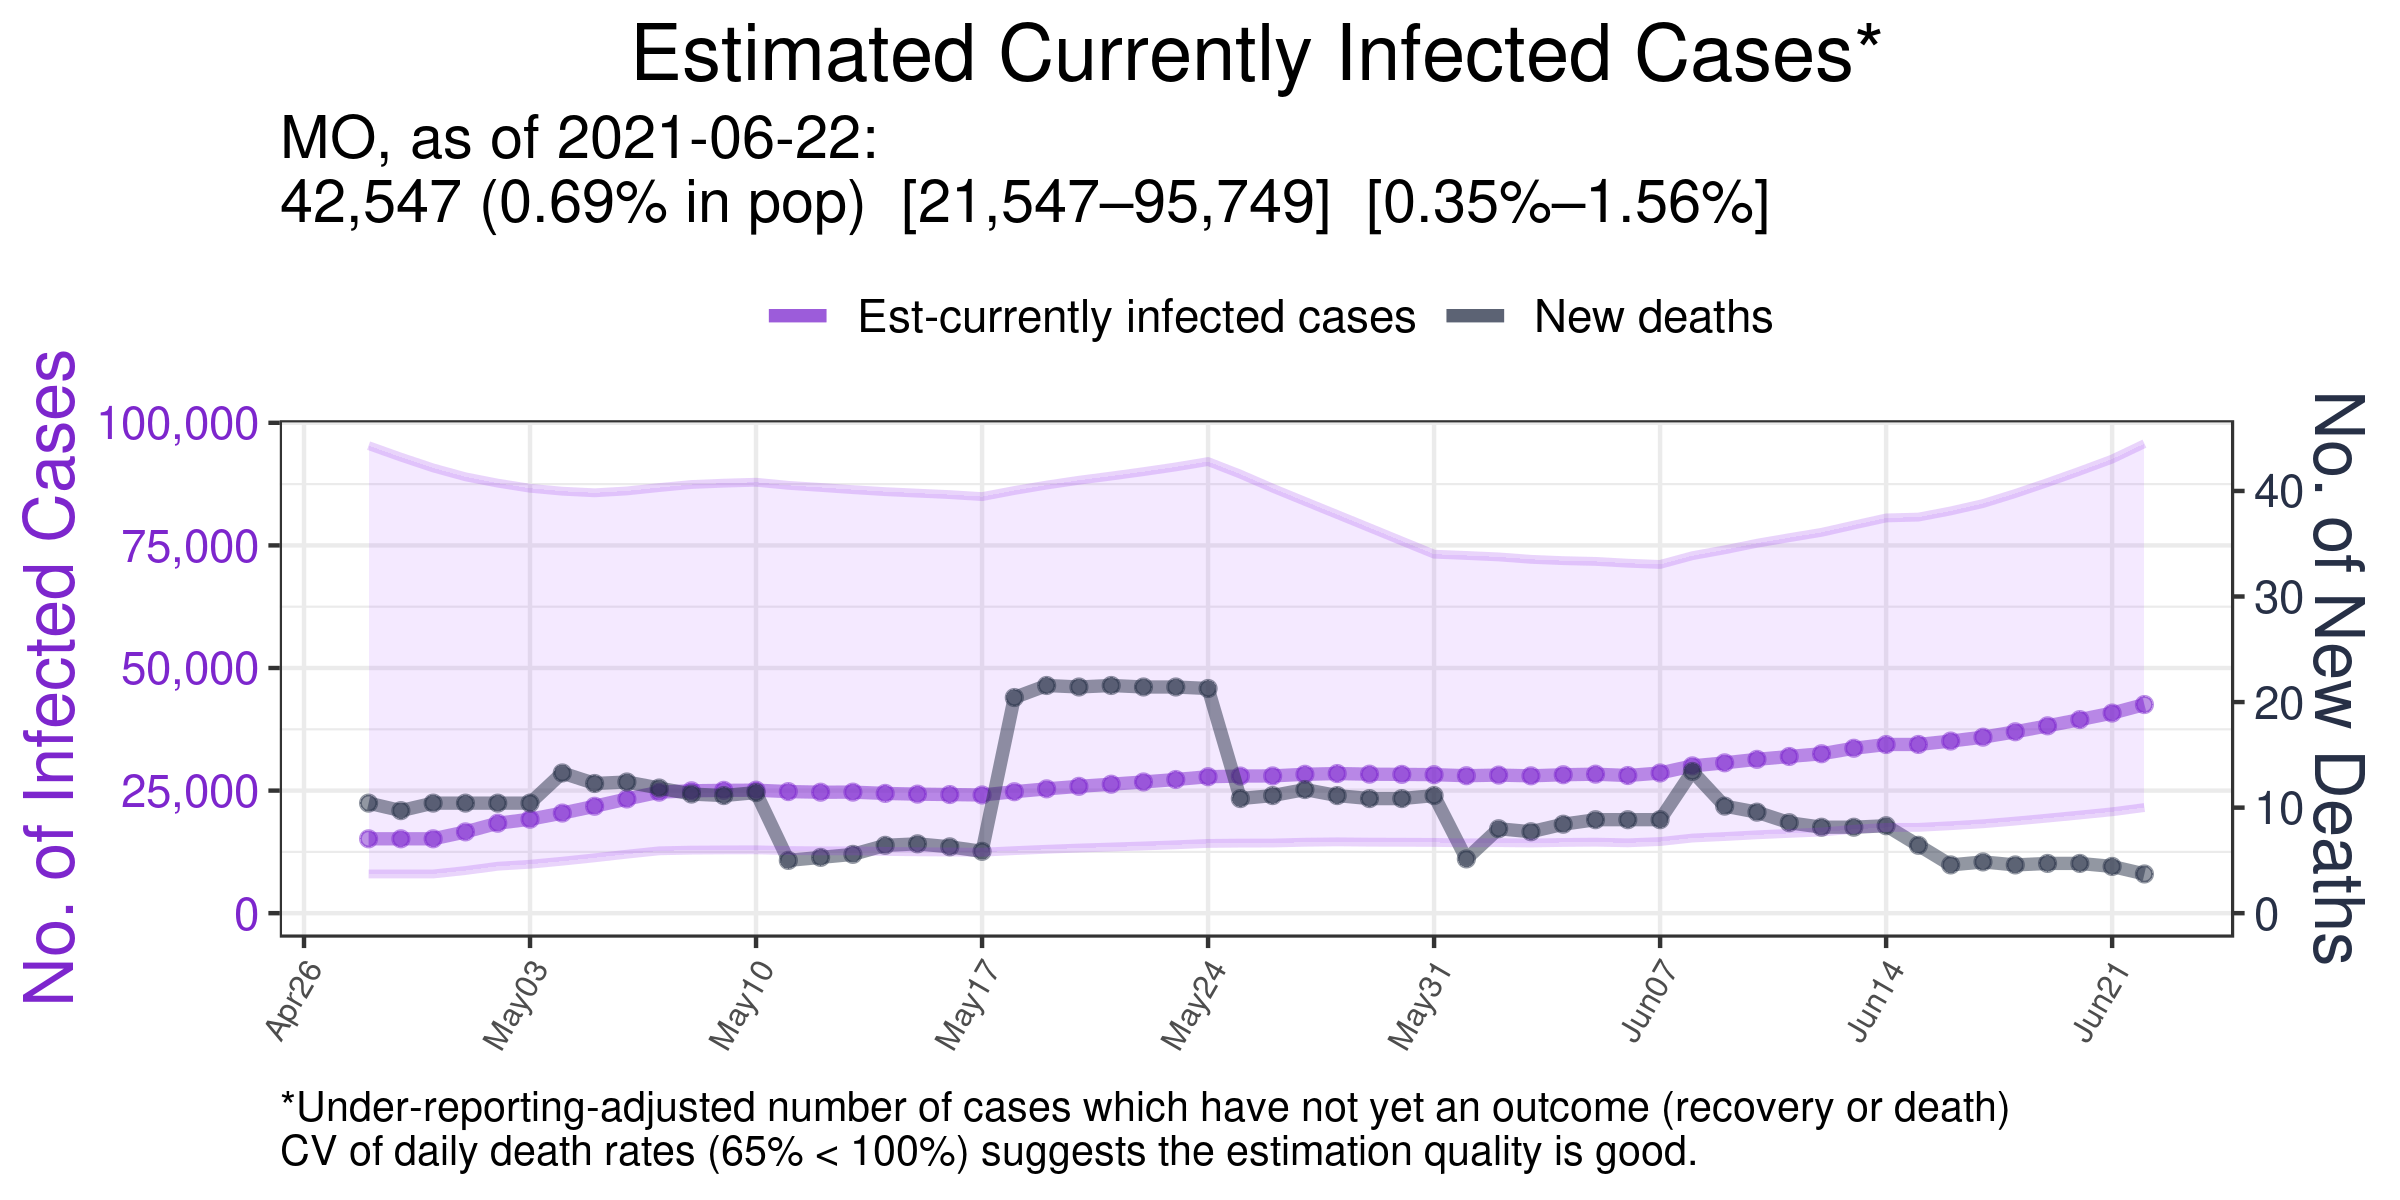 Estimated Currently Infected Cases*
MO, as of 2021-06-22:
42,547 (0.69% in pop)  [21,547–95,749]  [0.35%–1.56%]
Est-currently infected cases
New deaths
No. of Infected Cases
100,000
75,000
50,000
25,000
0
40
30
20
10
0
No. of New Deaths
Apr26
May03
May10
May17
May24
May31
Jun07
Jun14
Jun21
*Under-reporting-adjusted number of cases which have not yet an outcome (recovery or death)
CV of daily death rates (65% < 100%) suggests the estimation quality is good.